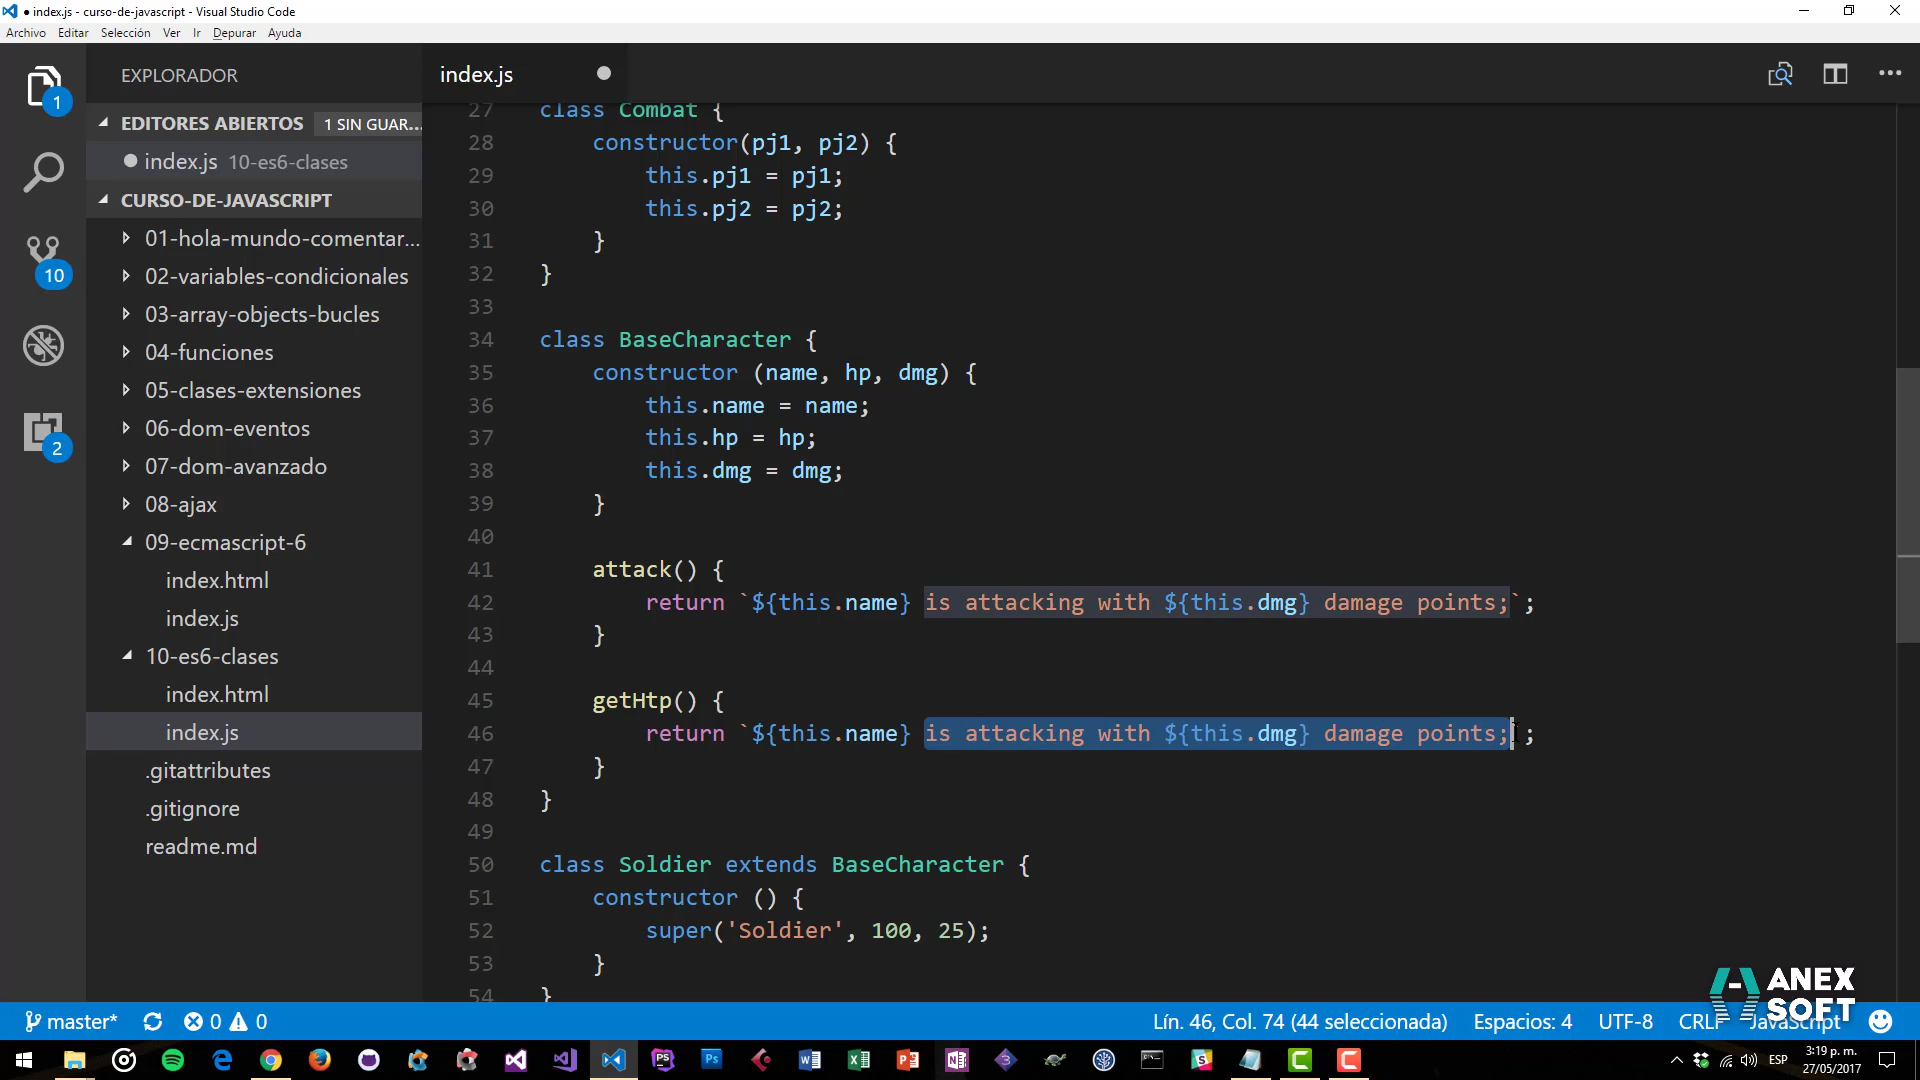 index.js - curso-de-javascript - Visual Studio Code
Archivo Editar Selección Ver Ir Depurar Ayuda
EXPLORADOR
index.js
EDITORES ABIERTOS 1 SIN GUAR...
index.js 10-es6-clases
CURSO-DE-JAVASCRIPT
01-hola-mundo-comentar...
02-variables-condicionales
03-array-objects-bucles
04-funciones
05-clases-extensiones
06-dom-eventos
07-dom-avanzado
08-ajax
09-ecmascript-6
index.html
index.js
10-es6-clases
index.html
index.js
.gitattributes
.gitignore
readme.md
1
10
2
27 class Combat {
28 constructor(pj1, pj2) {
29 this.pj1 = pj1;
30 this.pj2 = pj2;
31 }
32 }
33
34 class BaseCharacter {
35 constructor (name, hp, dmg) {
36 this.name = name;
37 this.hp = hp;
38 this.dmg = dmg;
39 }
40
41 attack() {
42 return `${this.name} is attacking with ${this.dmg} damage points;`;
43 }
44
45 getHtp() {
46 return `${this.name} is attacking with ${this.dmg} damage points;`;
47 }
48 }
49
50 class Soldier extends BaseCharacter {
51 constructor () {
52 super('Soldier', 100, 25);
53 }
54 }
ANEX
SOFT
master* 0 0 Lín. 46, Col. 74 (44 seleccionada) Espacios: 4 UTF-8 CRLF JavaScript
ESP 3:19 p. m.
27/05/2017